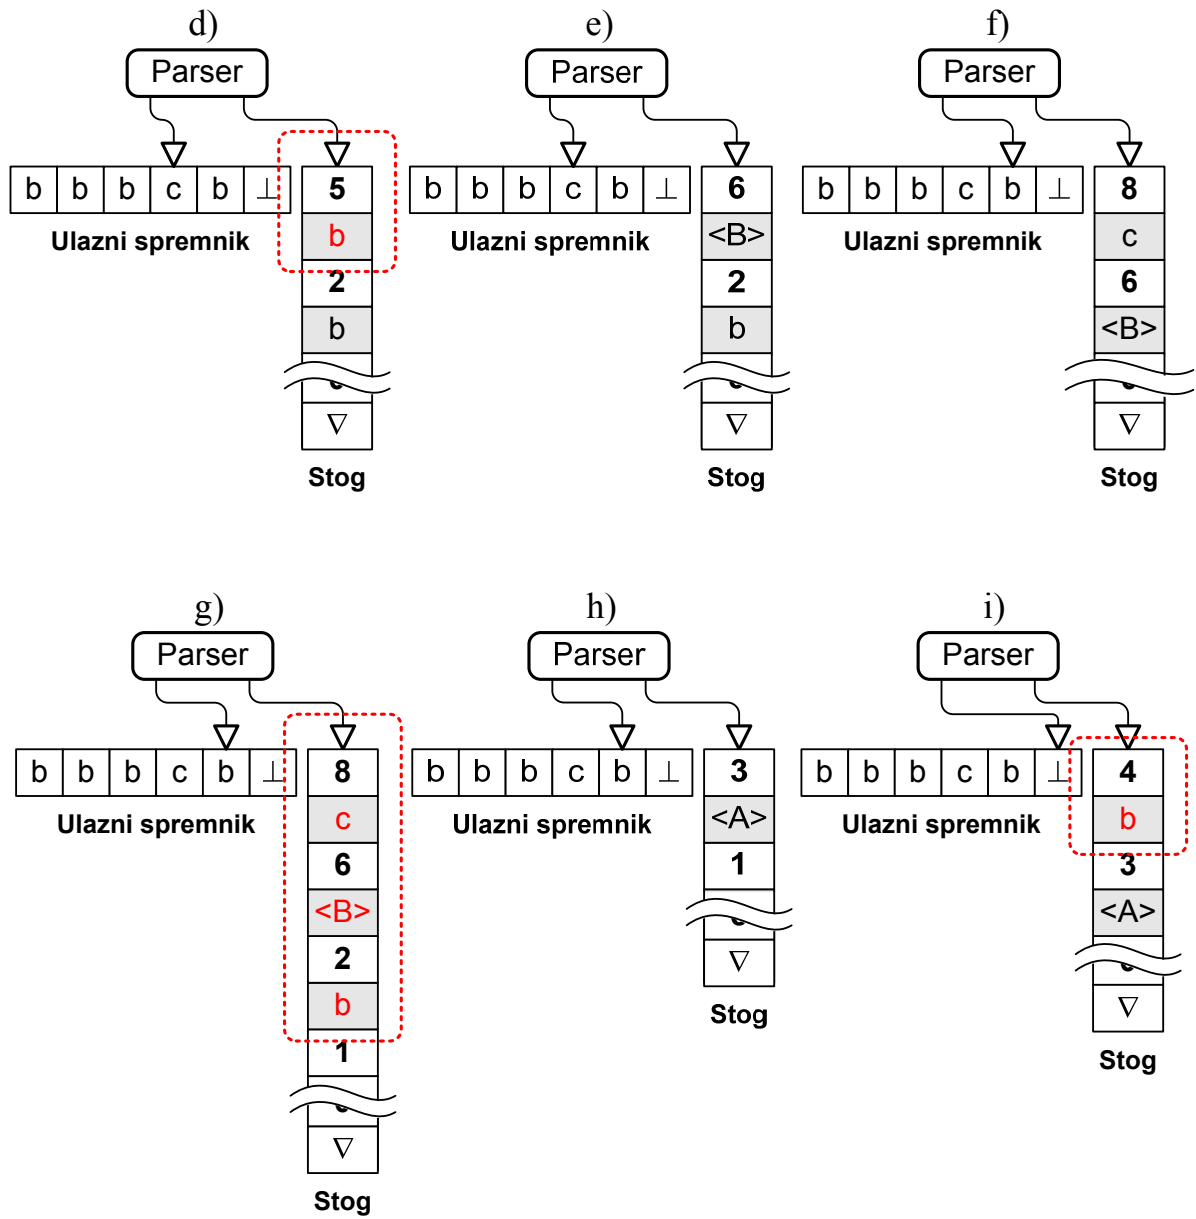 d) e) f)
Parser Parser Parser
b b b c b ⊥ 5 b b b c b ⊥ 6 b b b c b ⊥ 8
Ulazni spremnik b Ulazni spremnik <B> Ulazni spremnik c
2 2 6
b b <B>
∇ ∇ ∇
Stog Stog Stog
g) h) i)
Parser Parser Parser
b b b c b ⊥ 8 b b b c b ⊥ 3 b b b c b ⊥ 4
Ulazni spremnik c Ulazni spremnik <A> Ulazni spremnik b
6 1 3
<B> <A>
2 ∇
b Stog ∇
1 Stog
∇
Stog